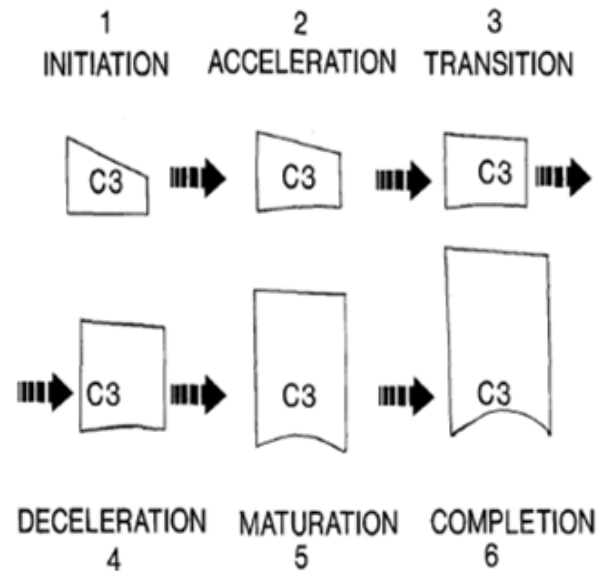 1 2 3
INITIATION ACCELERATION TRANSITION
C3 C3 C3
C3 C3 C3
DECELERATION MATURATION COMPLETION
4 5 6